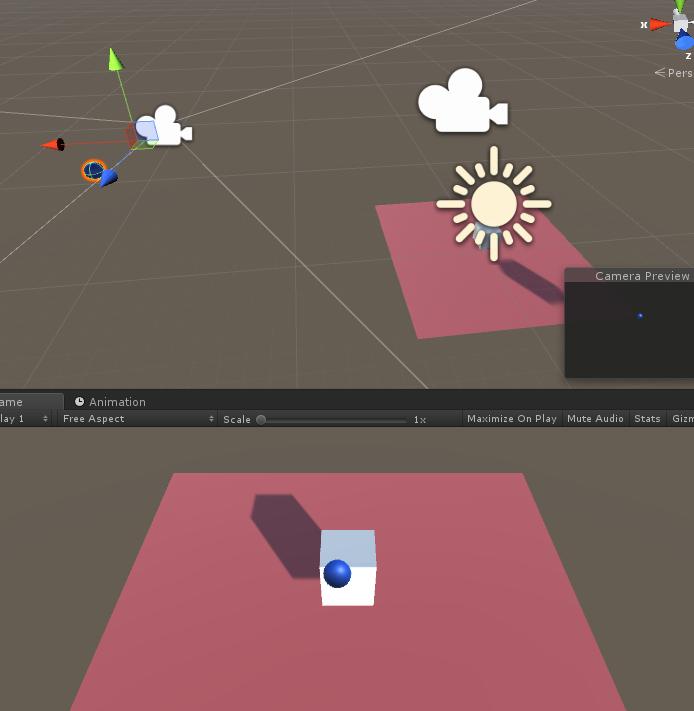 x
z
Pers
Camera Preview
ame
Animation
lay 1
Free Aspect
Scale
1x
Maximize On Play
Mute Audio
Stats
Gizm